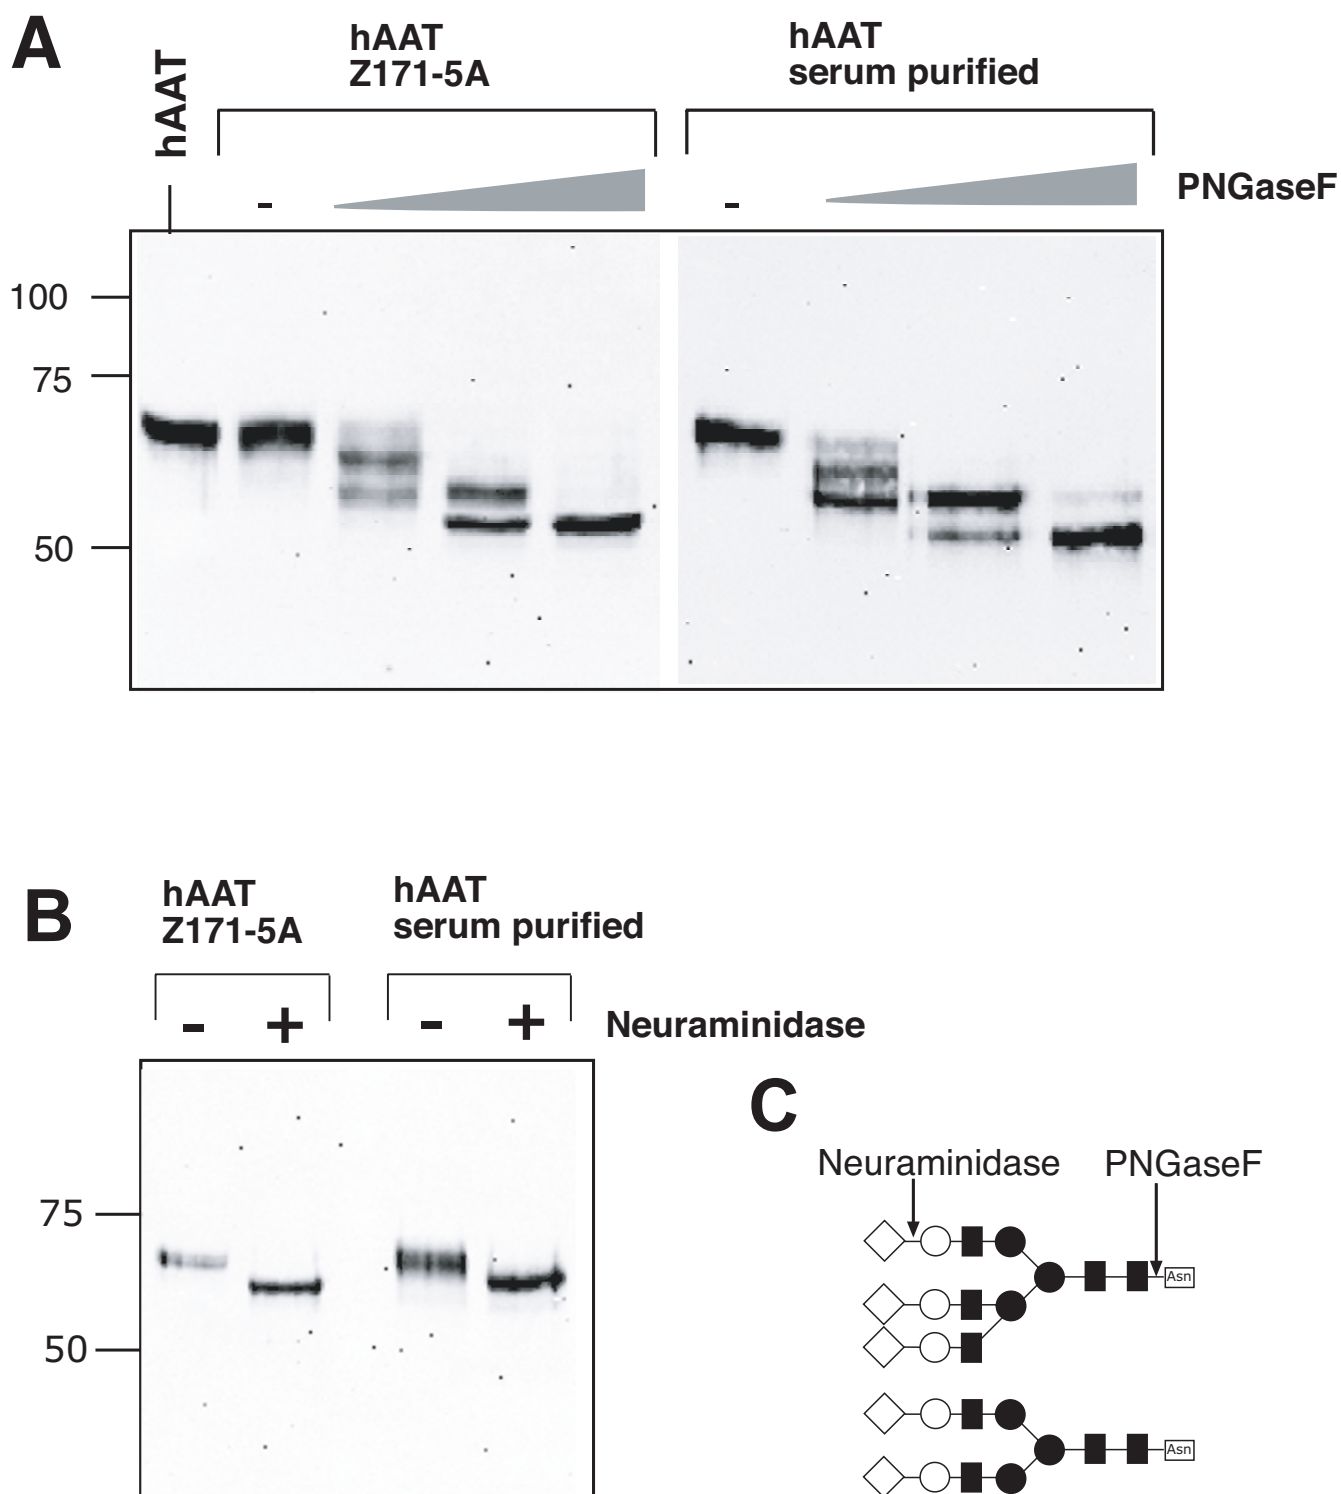 A
hAAT
hAAT
Z171-5A
hAAT
serum purified
-
-
PNGaseF
100
75
50
B
hAAT
Z171-5A
hAAT
serum purified
- +
- +
Neuraminidase
75
50
C
Neuraminidase PNGaseF
Asn
Asn